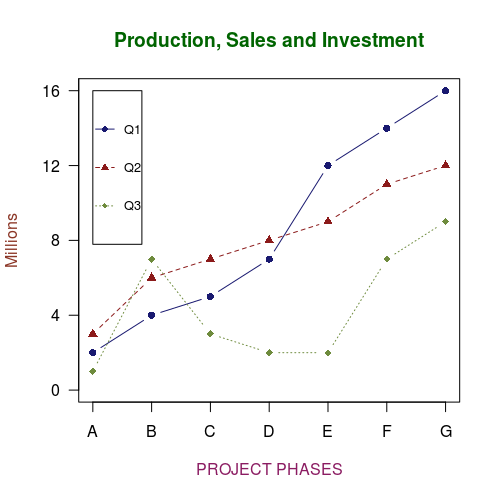 Production, Sales and Investment
Millions
16
12
8
4
0
Q1
Q2
Q3
A B C D E F G
PROJECT PHASES